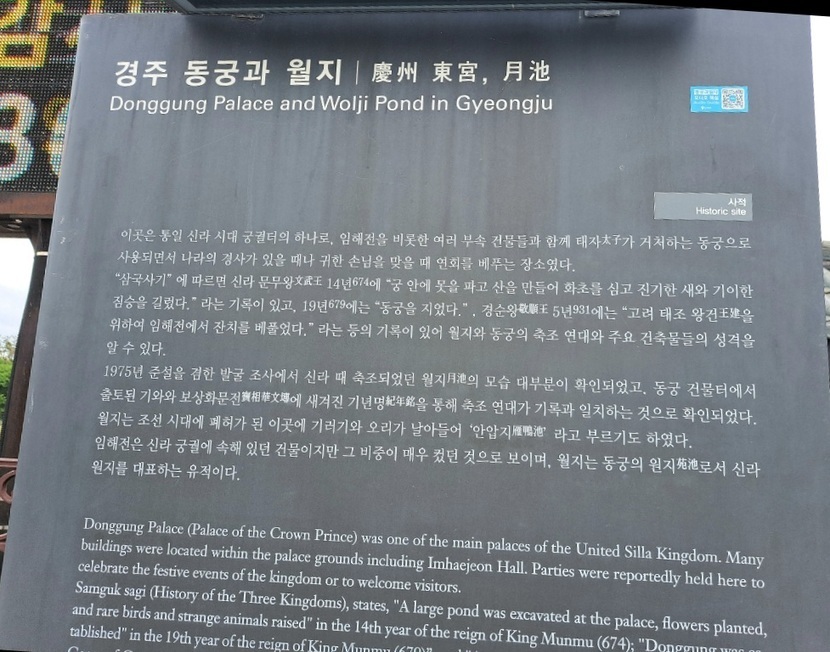 경주 동궁과 월지 | 慶州 東宮, 月池
Donggung Palace and Wolji Pond in Gyeongju
사적
Historic site
이곳은 통일 신라 시대 궁궐터의 하나로, 임해전을 비롯한 여러 부속 건물들과 함께 태자太子가 거처하는 동궁으로
사용되면서 나라의 경사가 있을 때나 귀한 손님을 맞을 때 연회를 베푸는 장소였다.
“삼국사기” 에 따르면 신라 문무왕文武王 14년674에 “궁 안에 못을 파고 산을 만들어 화초를 심고 진기한 새와 기이한
짐승을 길렀다.” 라는 기록이 있고, 19년679에는 “동궁을 지었다.” , 경순왕敬順王 5년931에는 “고려 태조 왕건王建을
위하여 임해전에서 잔치를 베풀었다.” 라는 등의 기록이 있어 월지와 동궁의 축조 연대와 주요 건축물들의 성격을
알 수 있다.
1975년 준설을 겸한 발굴 조사에서 신라 때 축조되었던 월지月池의 모습 대부분이 확인되었고, 동궁 건물터에서
출토된 기와와 보상화문전寶相華文塼에 새겨진 기년명紀年銘을 통해 축조 연대가 기록과 일치하는 것으로 확인되었다.
월지는 조선 시대에 폐허가 된 이곳에 기러기와 오리가 날아들어 ‘안압지雁鴨池’ 라고 부르기도 하였다.
임해전은 신라 궁궐에 속해 있던 건물이지만 그 비중이 매우 컸던 것으로 보이며, 월지는 동궁의 원지苑池로서 신라
원지를 대표하는 유적이다.
Donggung Palace (Palace of the Crown Prince) was one of the main palaces of the United Silla Kingdom. Many
buildings were located within the palace grounds including Imhaejeon Hall. Parties were reportedly held here to
celebrate the festive events of the kingdom or to welcome visitors.
Samguk sagi (History of the Three Kingdoms), states, "A large pond was excavated at the palace, flowers planted,
and rare birds and strange animals raised" in the 14th year of the reign of King Munmu (674); "Donggung was
tablished" in the 19th year of the reign of King Munmu (679)"